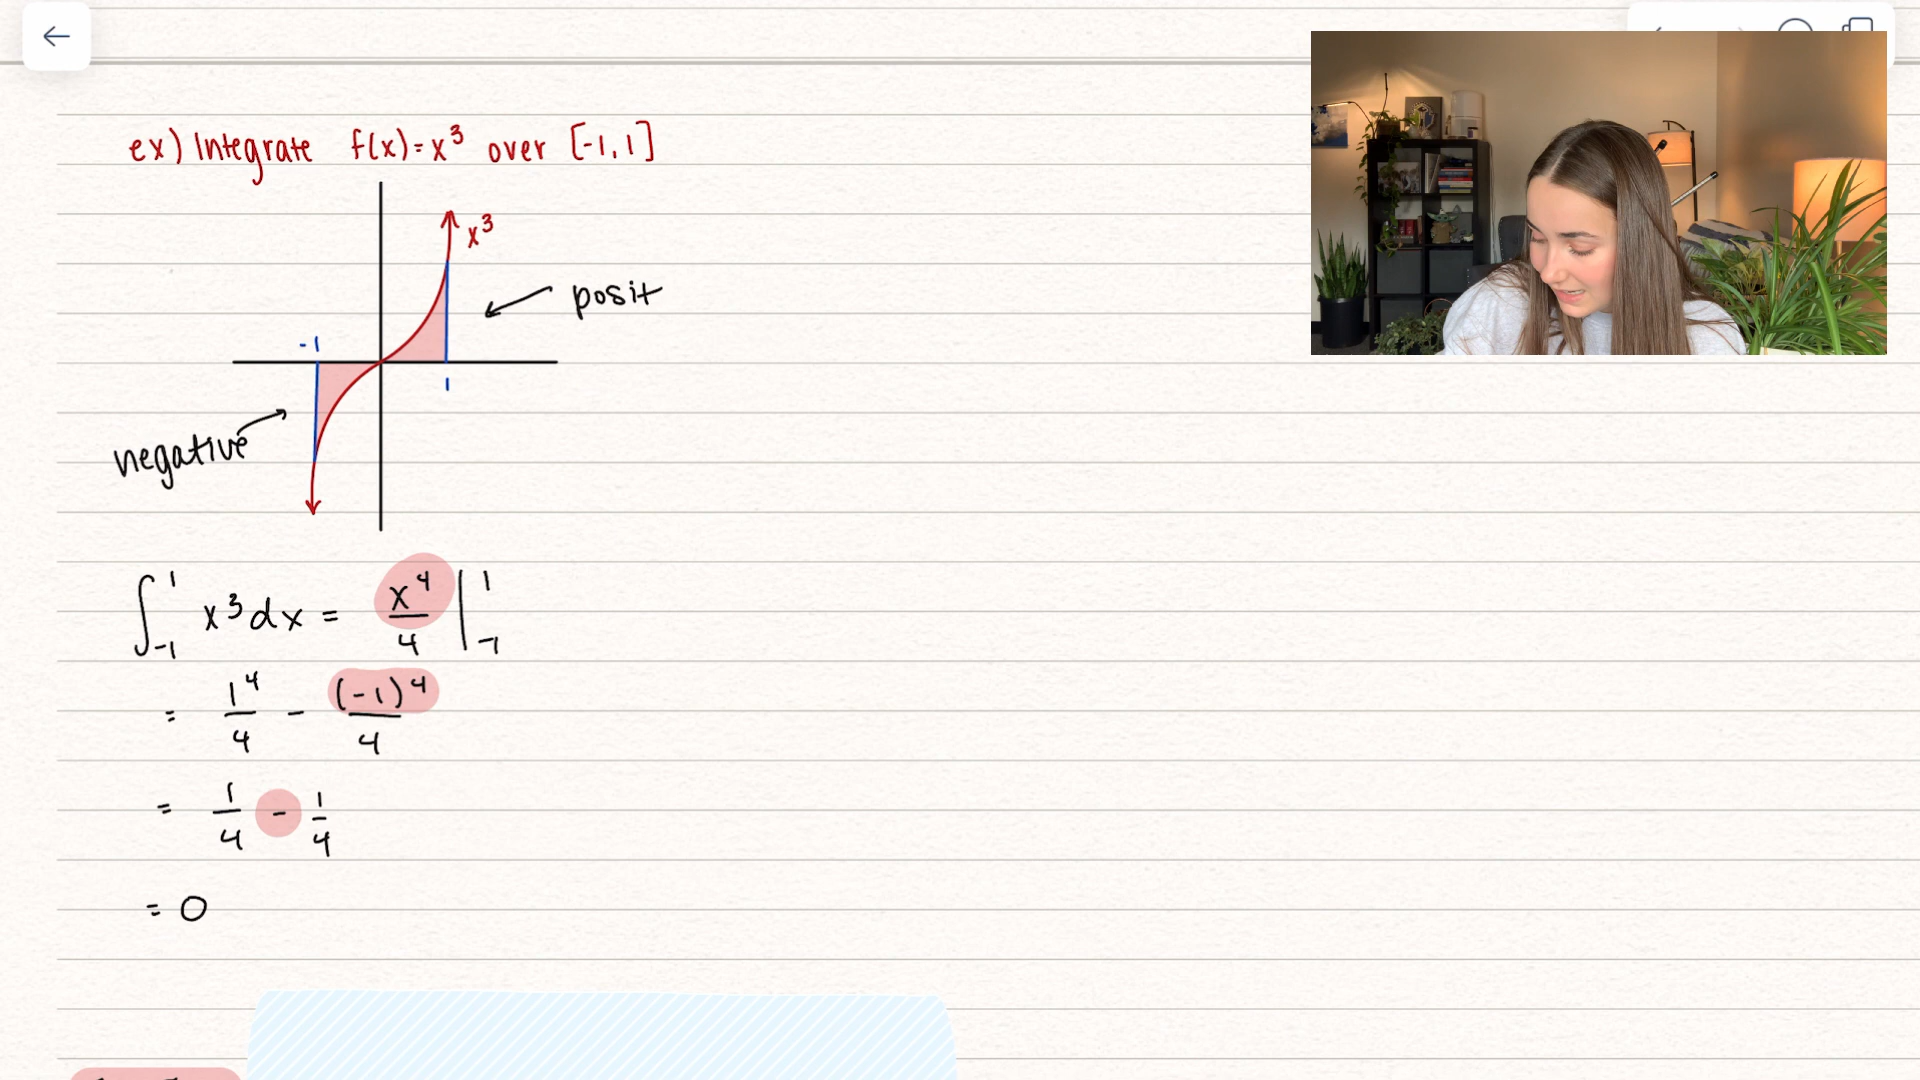 ex) Integrate f(x)=x³ over [-1,1]
x³
posit
-1
1
negative
∫₋₁¹ x³dx = x⁴/4 |₋₁¹
= 1⁴/4 - (-1)⁴/4
= 1/4 - 1/4
= 0